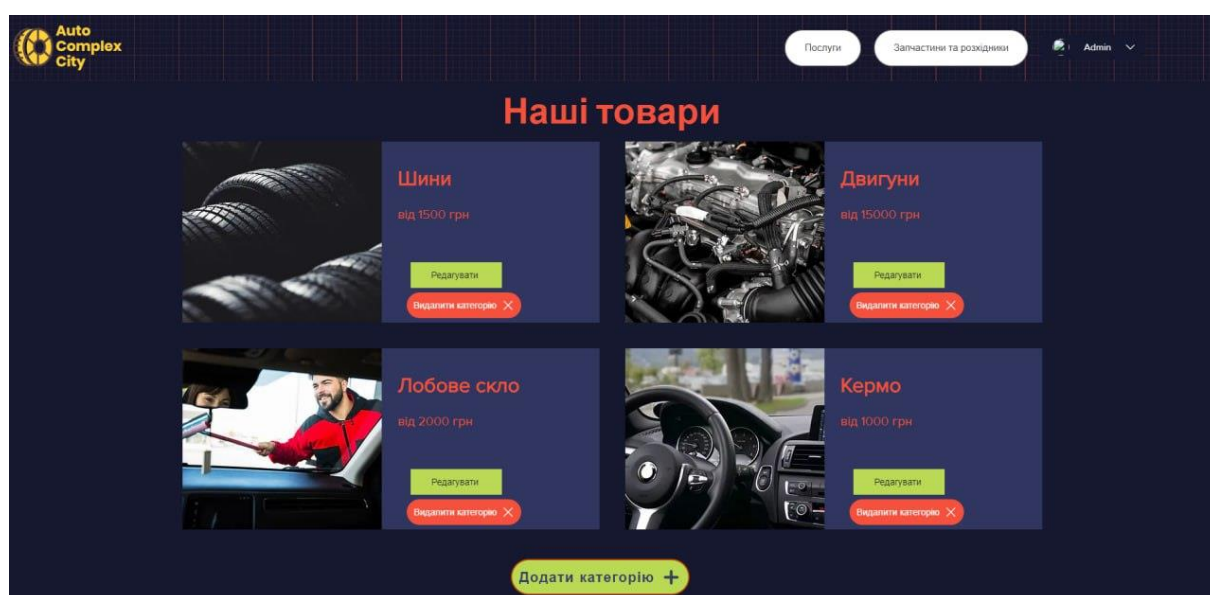 Auto
Complex
City
Послуги
Запчастини та розхідники
Admin
Наші товари
Шини
від 1500 грн
Редагувати
Видалити категорію
Двигуни
від 15000 грн
Редагувати
Видалити категорію
Лобове скло
від 2000 грн
Редагувати
Видалити категорію
Кермо
від 1000 грн
Редагувати
Видалити категорію
Додати категорію +